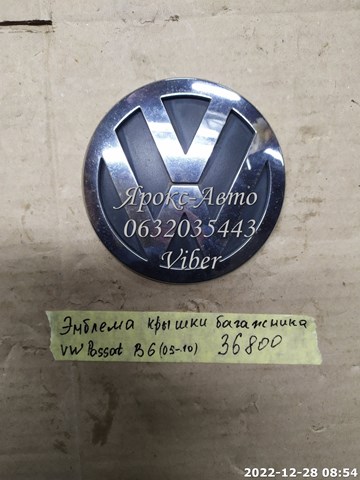 Ярокс-Авто
0632035443
Viber
Эмблема крышки багажника
VW Passat B6 (05-10) 36800
2022-12-28 08:54